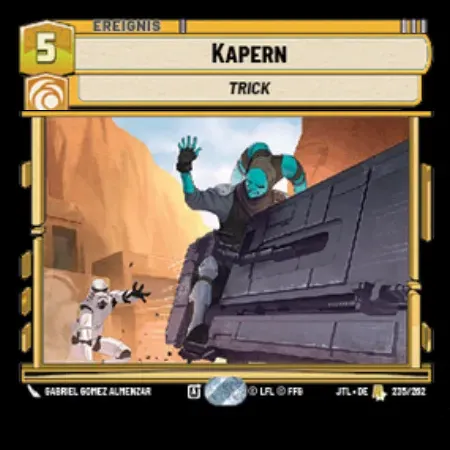 EREIGNIS
5
KAPERN
TRICK
GABRIEL GOMEZ ALMENZAR
A
© LFL © FFG
JTL • DE
235/262